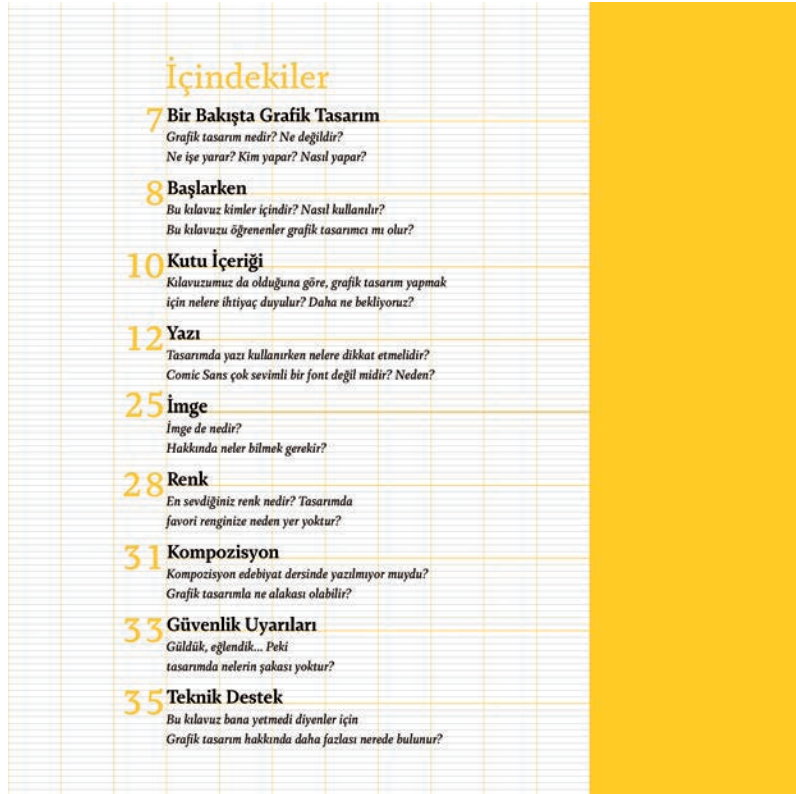 İçindekiler
7 Bir Bakışta Grafik Tasarım
Grafik tasarım nedir? Ne değildir?
Ne işe yarar? Kim yapar? Nasıl yapar?
8 Başlarken
Bu kılavuz kimler içindir? Nasıl kullanılır?
Bu kılavuzu öğrenenler grafik tasarımcı mı olur?
10 Kutu İçeriği
Kılavuzumuz da olduğuna göre, grafik tasarım yapmak
için nelere ihtiyaç duyulur? Daha ne bekliyoruz?
12 Yazı
Tasarımda yazı kullanırken nelere dikkat etmelidir?
Comic Sans çok sevimli bir font değil midir? Neden?
25 İmge
İmge de nedir?
Hakkında neler bilmek gerekir?
28 Renk
En sevdiğiniz renk nedir? Tasarımda
favori renginize neden yer yoktur?
31 Kompozisyon
Kompozisyon edebiyat dersinde yazılmıyor muydu?
Grafik tasarımla ne alakası olabilir?
33 Güvenlik Uyarıları
Güldük, eğlendik... Peki
tasarımda nelerin şakası yoktur?
35 Teknik Destek
Bu kılavuz bana yetmedi diyenler için
Grafik tasarım hakkında daha fazlası nerede bulunur?